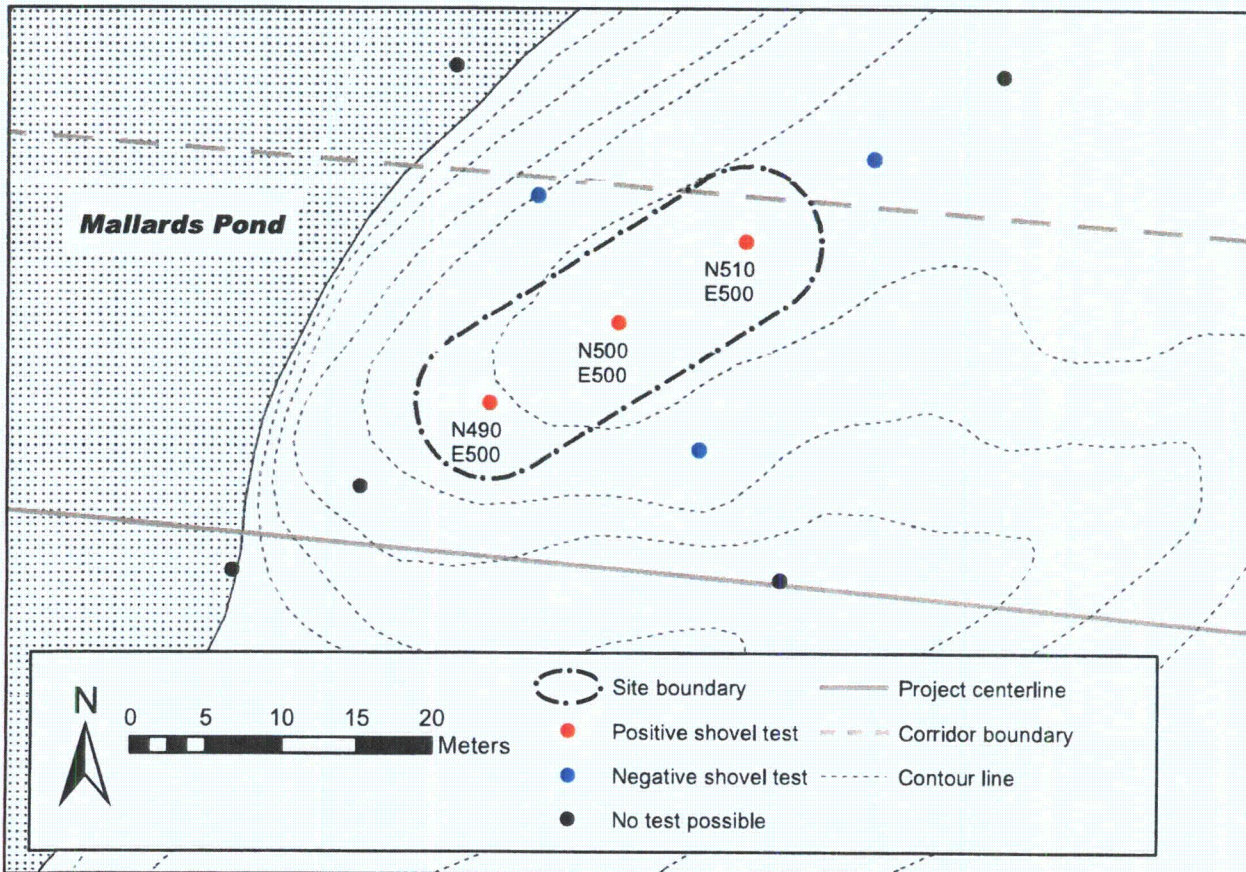 Mallards Pond
N510
E500
N500
E500
N490
E500
N
0 5 10 15 20
Meters
Site boundary
Positive shovel test
Negative shovel test
No test possible
Project centerline
Corridor boundary
Contour line